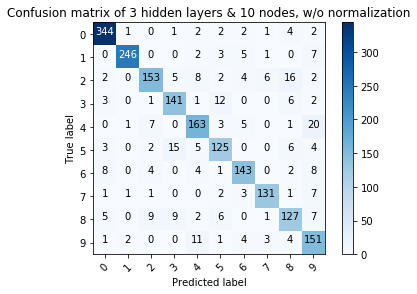 Confusion matrix of 3 hidden layers & 10 nodes, w/o normalization
0 344 1 0 1 2 2 2 1 4 2
1 0 246 0 0 2 3 5 1 0 7
2 2 0 153 5 8 2 4 6 16 2
3 3 0 1 141 1 12 0 0 6 2
4 0 1 7 0 163 3 5 0 1 20
5 3 0 2 15 5 125 0 0 6 4
6 8 0 4 0 4 1 143 0 2 8
7 1 1 1 0 0 2 3 131 1 7
8 5 0 9 9 2 6 0 1 127 7
9 1 2 0 0 11 1 4 3 4 151
0 1 2 3 4 5 6 7 8 9
True label
Predicted label
300
250
200
150
100
50
0